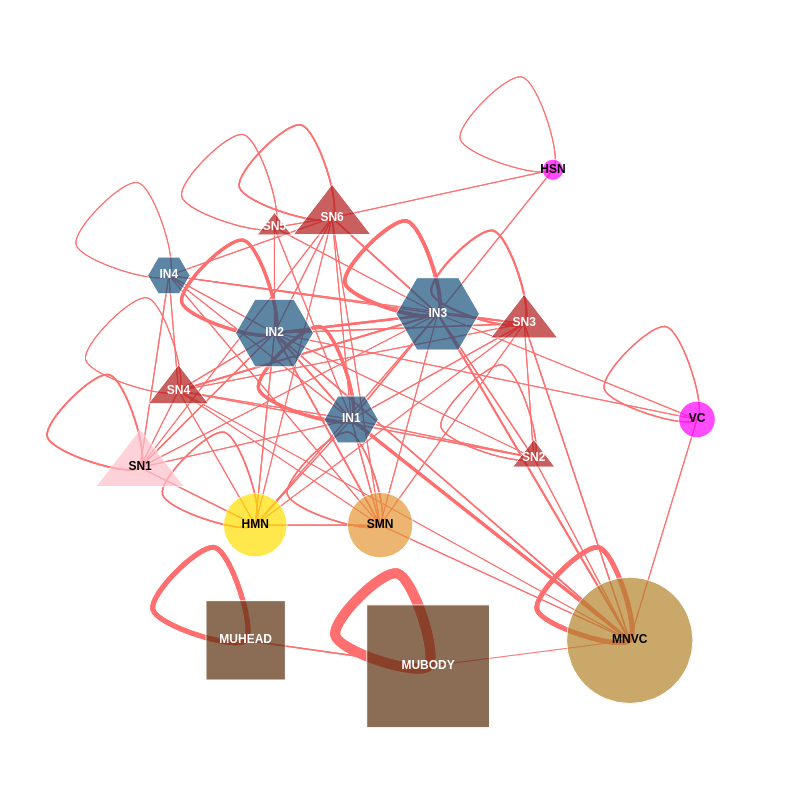 HSN
SN6
SN5
IN4
IN3
SN3
IN2
SN4
IN1
VC
SN2
SN1
HMN
SMN
MUHEAD
MNVC
MUBODY